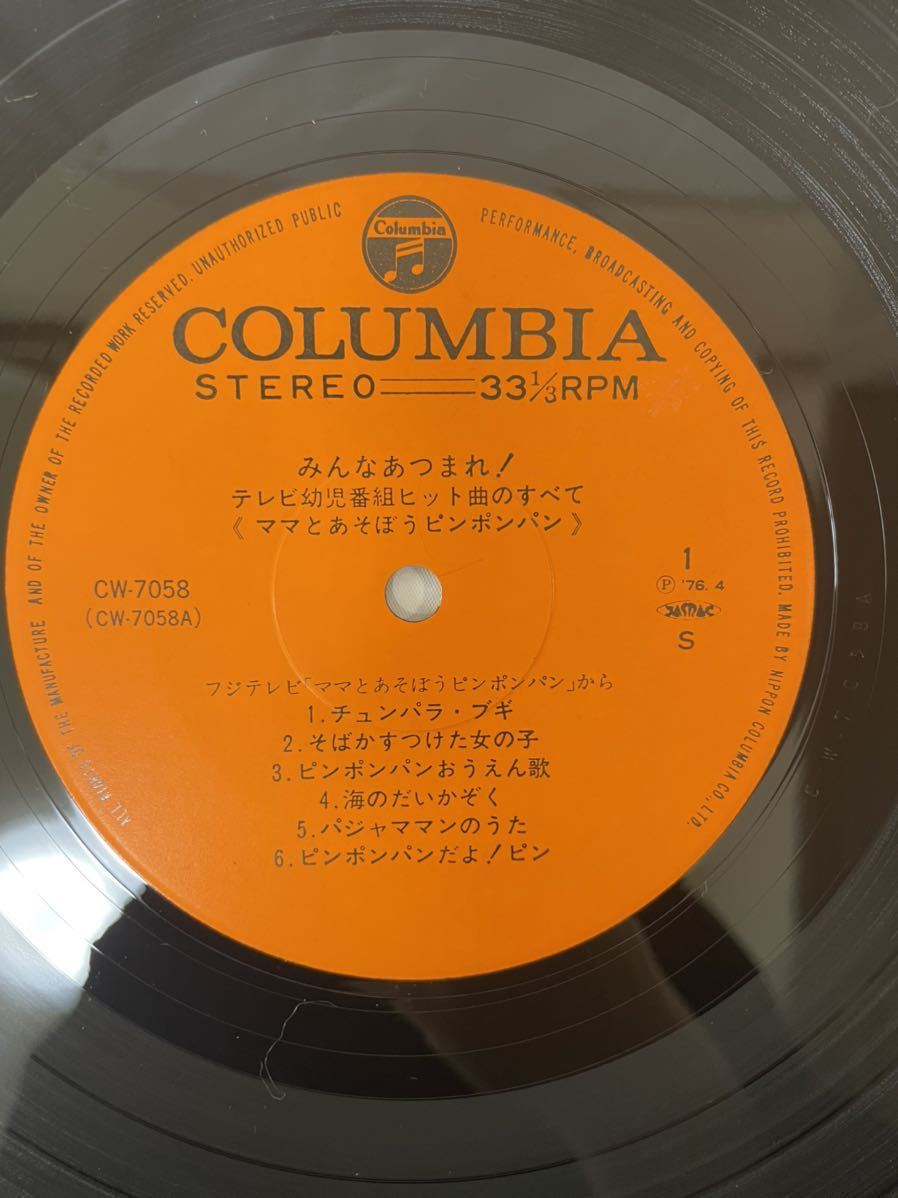 Columbia
COLUMBIA
STEREO 33 1/3 RPM
みんなあつまれ!
テレビ幼児番組ヒット曲のすべて
《ママとあそぼうピンポンパン》
CW-7058
(CW-7058A)
1
Ⓟ '76. 4
JASRAC
S
フジテレビ「ママとあそぼうピンポンパン」から
1. チュンパラ・ブギ
2. そばかすつけた女の子
3. ピンポンパンおうえん歌
4. 海のだいかぞく
5. パジャママンのうた
6. ピンポンパンだよ!ピン
ALL RIGHTS OF THE MANUFACTURE AND OF THE OWNER OF THE RECORDED WORK RESERVED. UNAUTHORIZED PUBLIC PERFORMANCE, BROADCASTING AND COPYING OF THIS RECORD PROHIBITED. MADE BY NIPPON COLUMBIA CO., LTD.